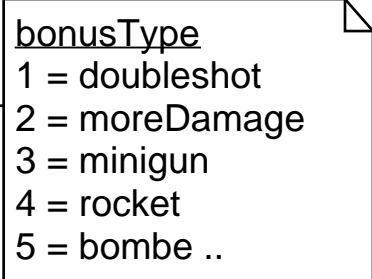 bonusType
1 = doubleshot
2 = moreDamage
3 = minigun
4 = rocket
5 = bombe ..